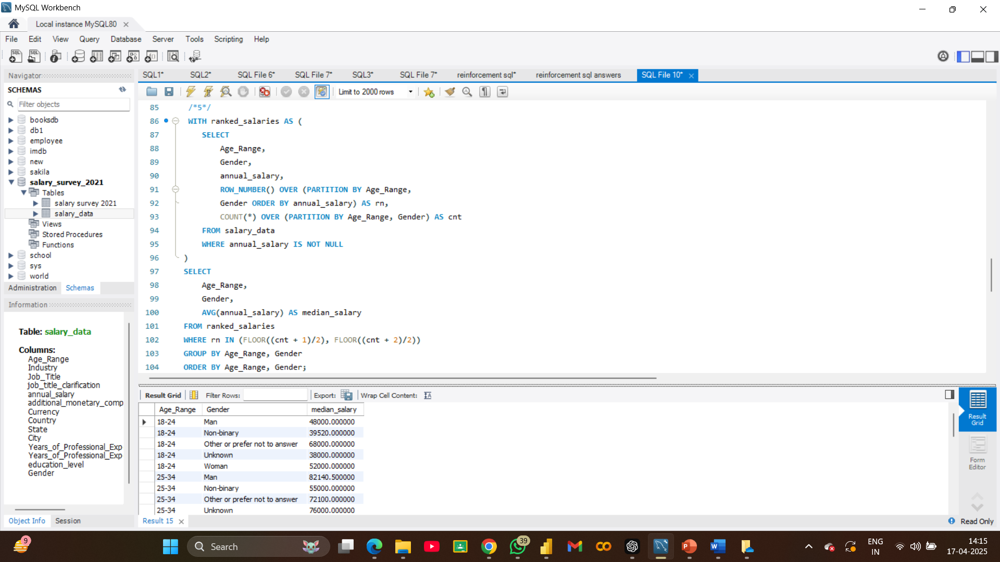 MySQL Workbench
Local instance MySQL80
File Edit View Query Database Server Tools Scripting Help
Navigator
SCHEMAS
Filter objects
booksdb
db1
employee
imdb
new
sakila
salary_survey_2021
Tables
salary survey 2021
salary_data
Views
Stored Procedures
Functions
school
sys
world
Administration Schemas
Information
Table: salary_data
Columns:
Age_Range
Industry
Job_Title
job_title_clarification
annual_salary
additional_monetary_comp
Currency
Country
State
City
Years_of_Professional_Exp
Years_of_Professional_Exp
education_level
Gender
Object Info Session
SQL1* SQL2* SQL File 6* SQL File 7* SQL3* SQL File 7* reinforcement sql* reinforcement sql answers SQL File 10*
Limit to 2000 rows
85 /*5*/
86 WITH ranked_salaries AS (
87 SELECT
88 Age_Range,
89 Gender,
90 annual_salary,
91 ROW_NUMBER() OVER (PARTITION BY Age_Range,
92 Gender ORDER BY annual_salary) AS rn,
93 COUNT(*) OVER (PARTITION BY Age_Range, Gender) AS cnt
94 FROM salary_data
95 WHERE annual_salary IS NOT NULL
96 )
97 SELECT
98 Age_Range,
99 Gender,
100 AVG(annual_salary) AS median_salary
101 FROM ranked_salaries
102 WHERE rn IN (FLOOR((cnt + 1)/2), FLOOR((cnt + 2)/2))
103 GROUP BY Age_Range, Gender
104 ORDER BY Age_Range, Gender;
Result Grid Filter Rows: Export: Wrap Cell Content:
Age_Range Gender median_salary
18-24 Man 48000.000000
18-24 Non-binary 39520.000000
18-24 Other or prefer not to answer 68000.000000
18-24 Unknown 38000.000000
18-24 Woman 52000.000000
25-34 Man 82140.500000
25-34 Non-binary 55000.000000
25-34 Other or prefer not to answer 72100.000000
25-34 Unknown 76000.000000
Result Grid
Form Editor
Result 15
Read Only
9
Search
39
ENG
IN
14:15
17-04-2025